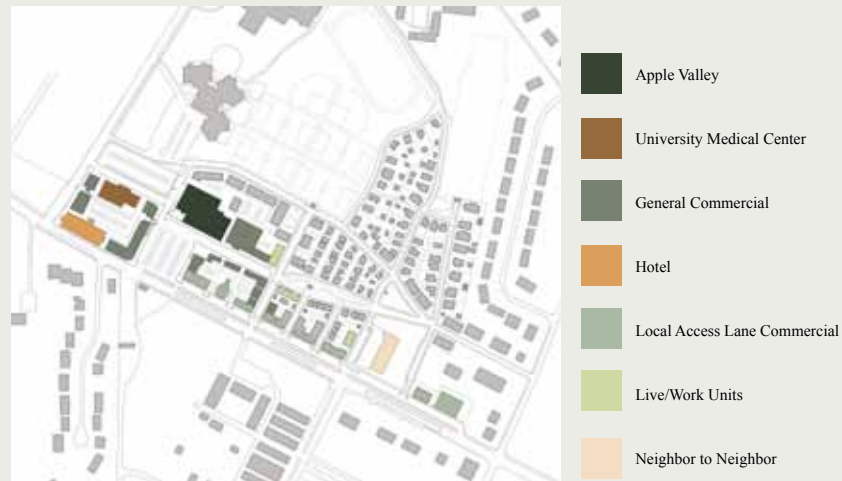 Apple Valley
University Medical Center
General Commercial
Hotel
Local Access Lane Commercial
Live/Work Units
Neighbor to Neighbor